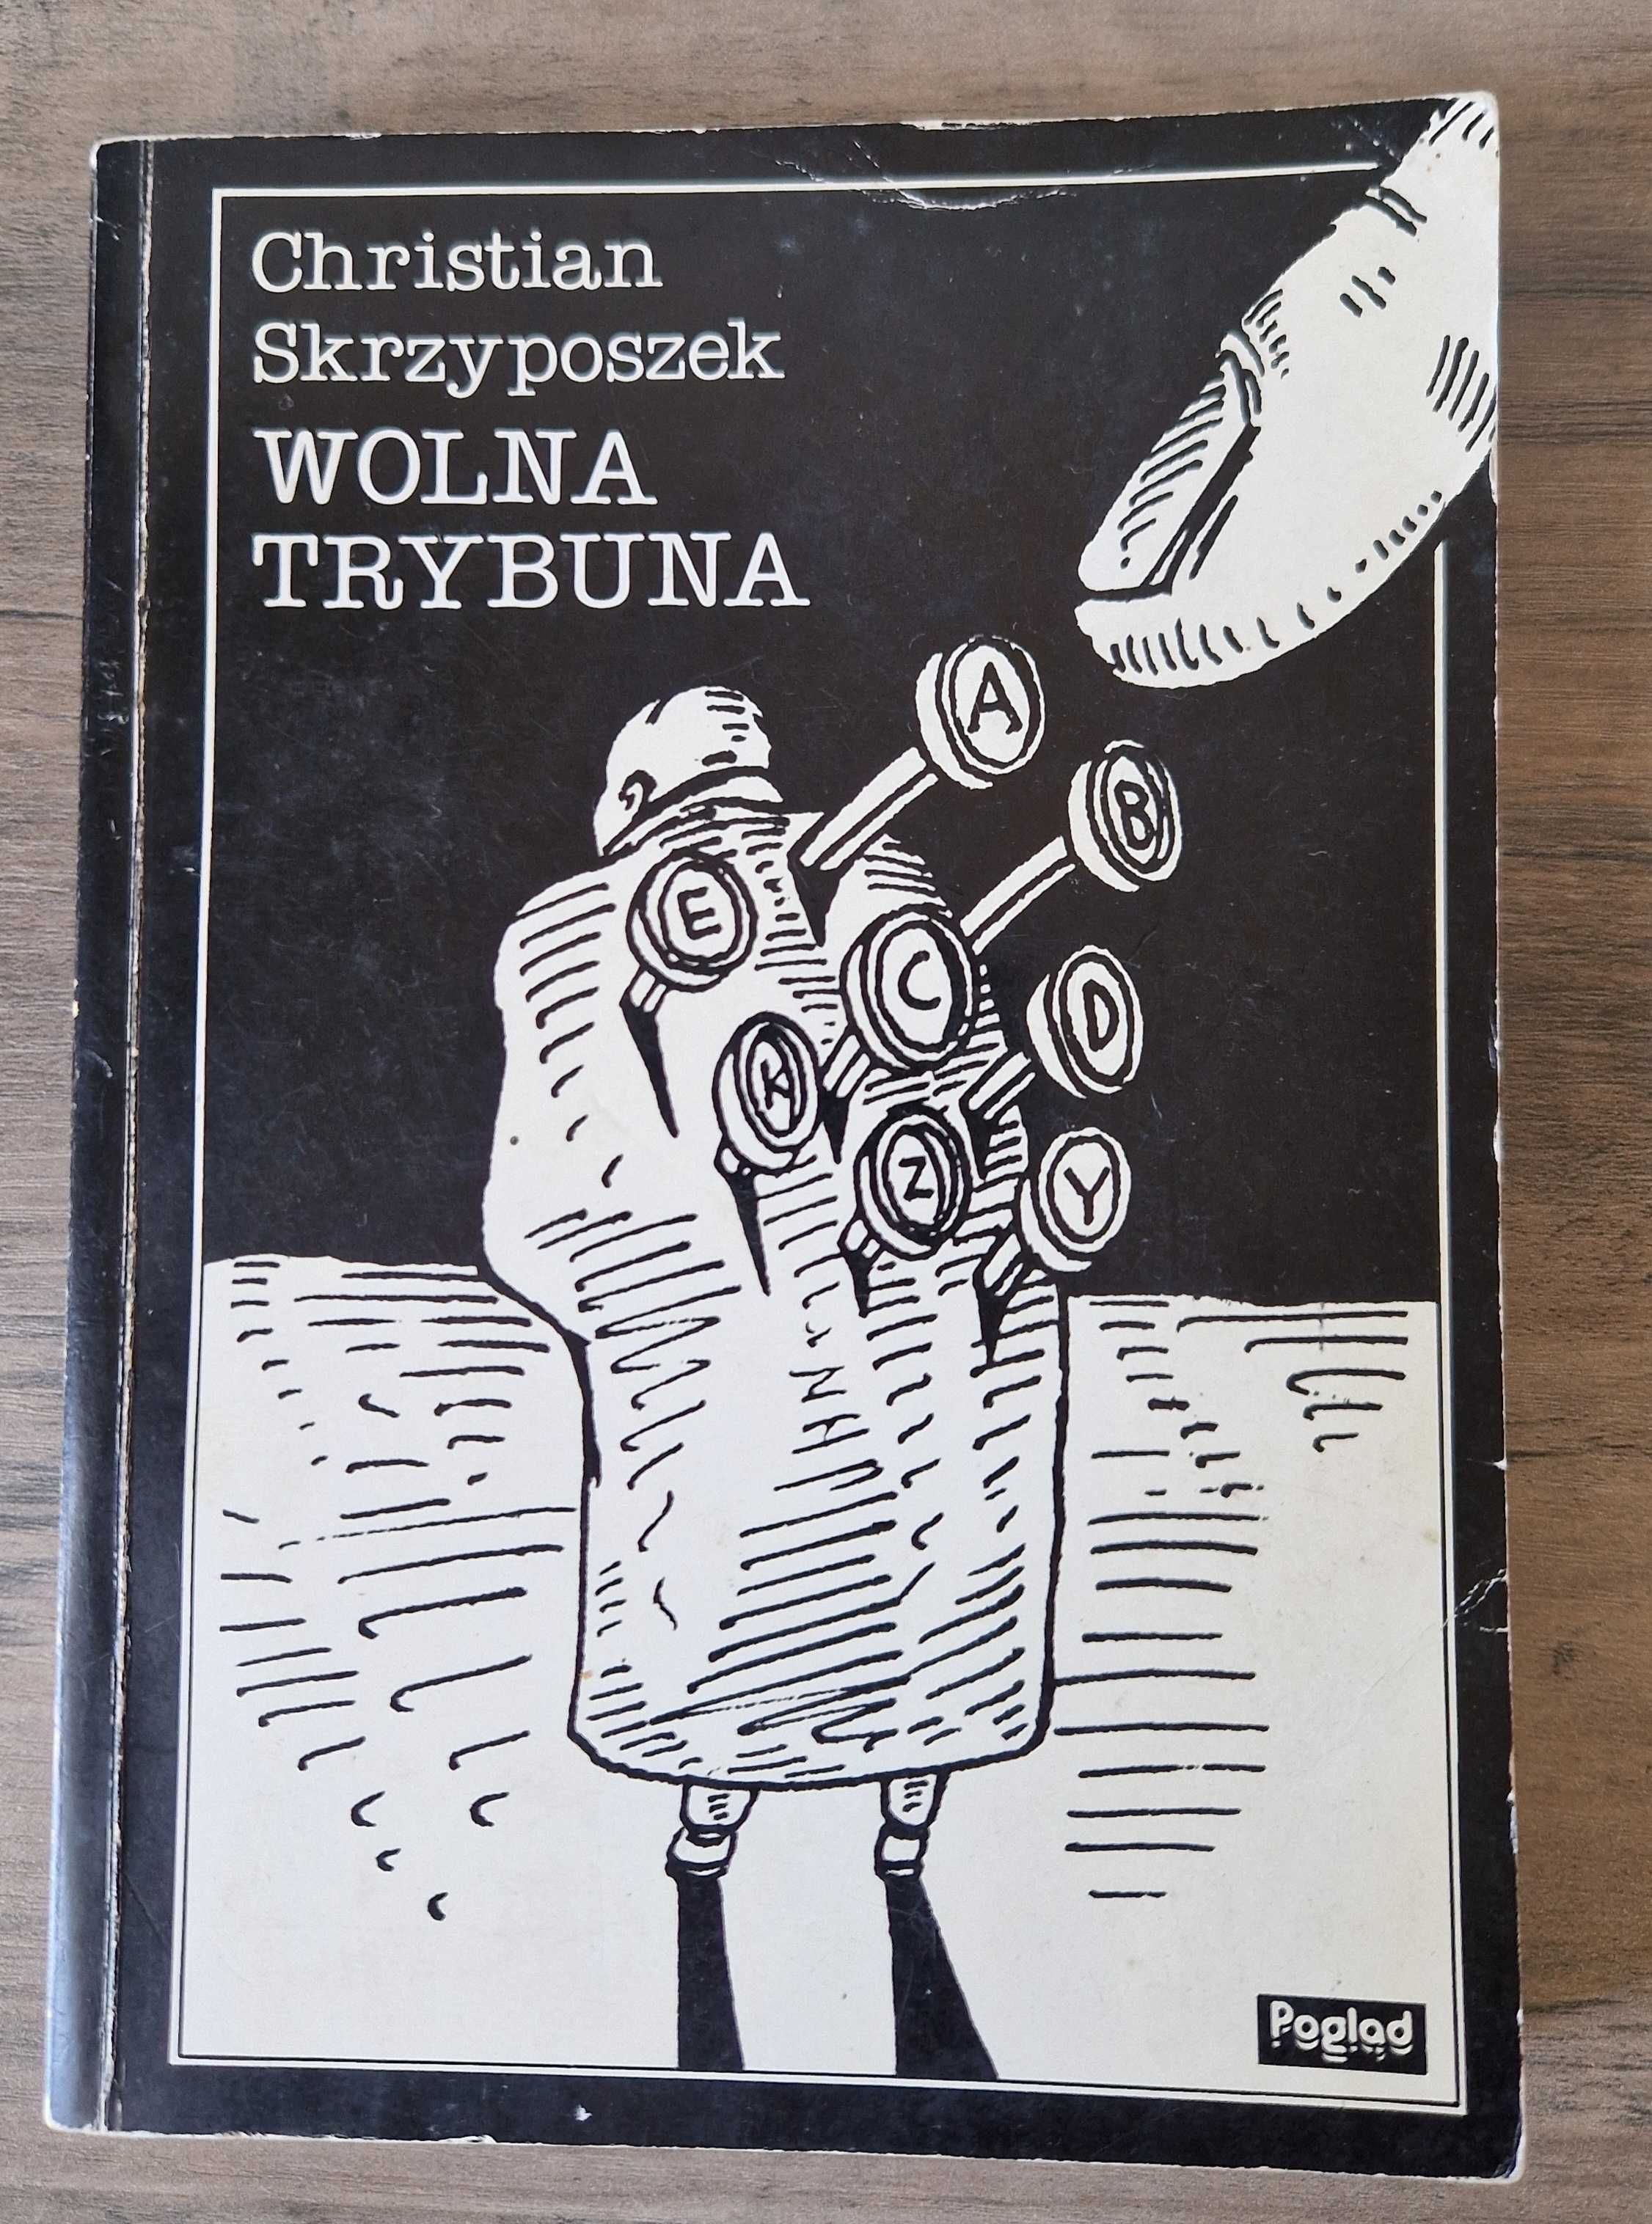 Christian
Skrzyposzek
WOLNA
TRYBUNA
A
B
E
C
D
K
Z
Y
Pogląd